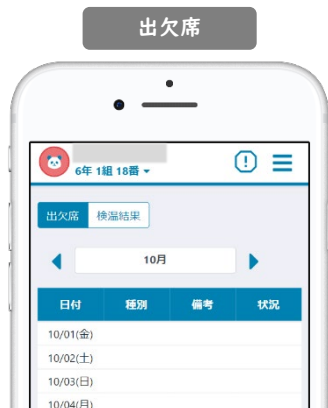 出欠席
6年 1組 18番
出欠席 検温結果
10月
日付 種別 備考 状況
10/01(金)
10/02(土)
10/03(日)
10/04(月)